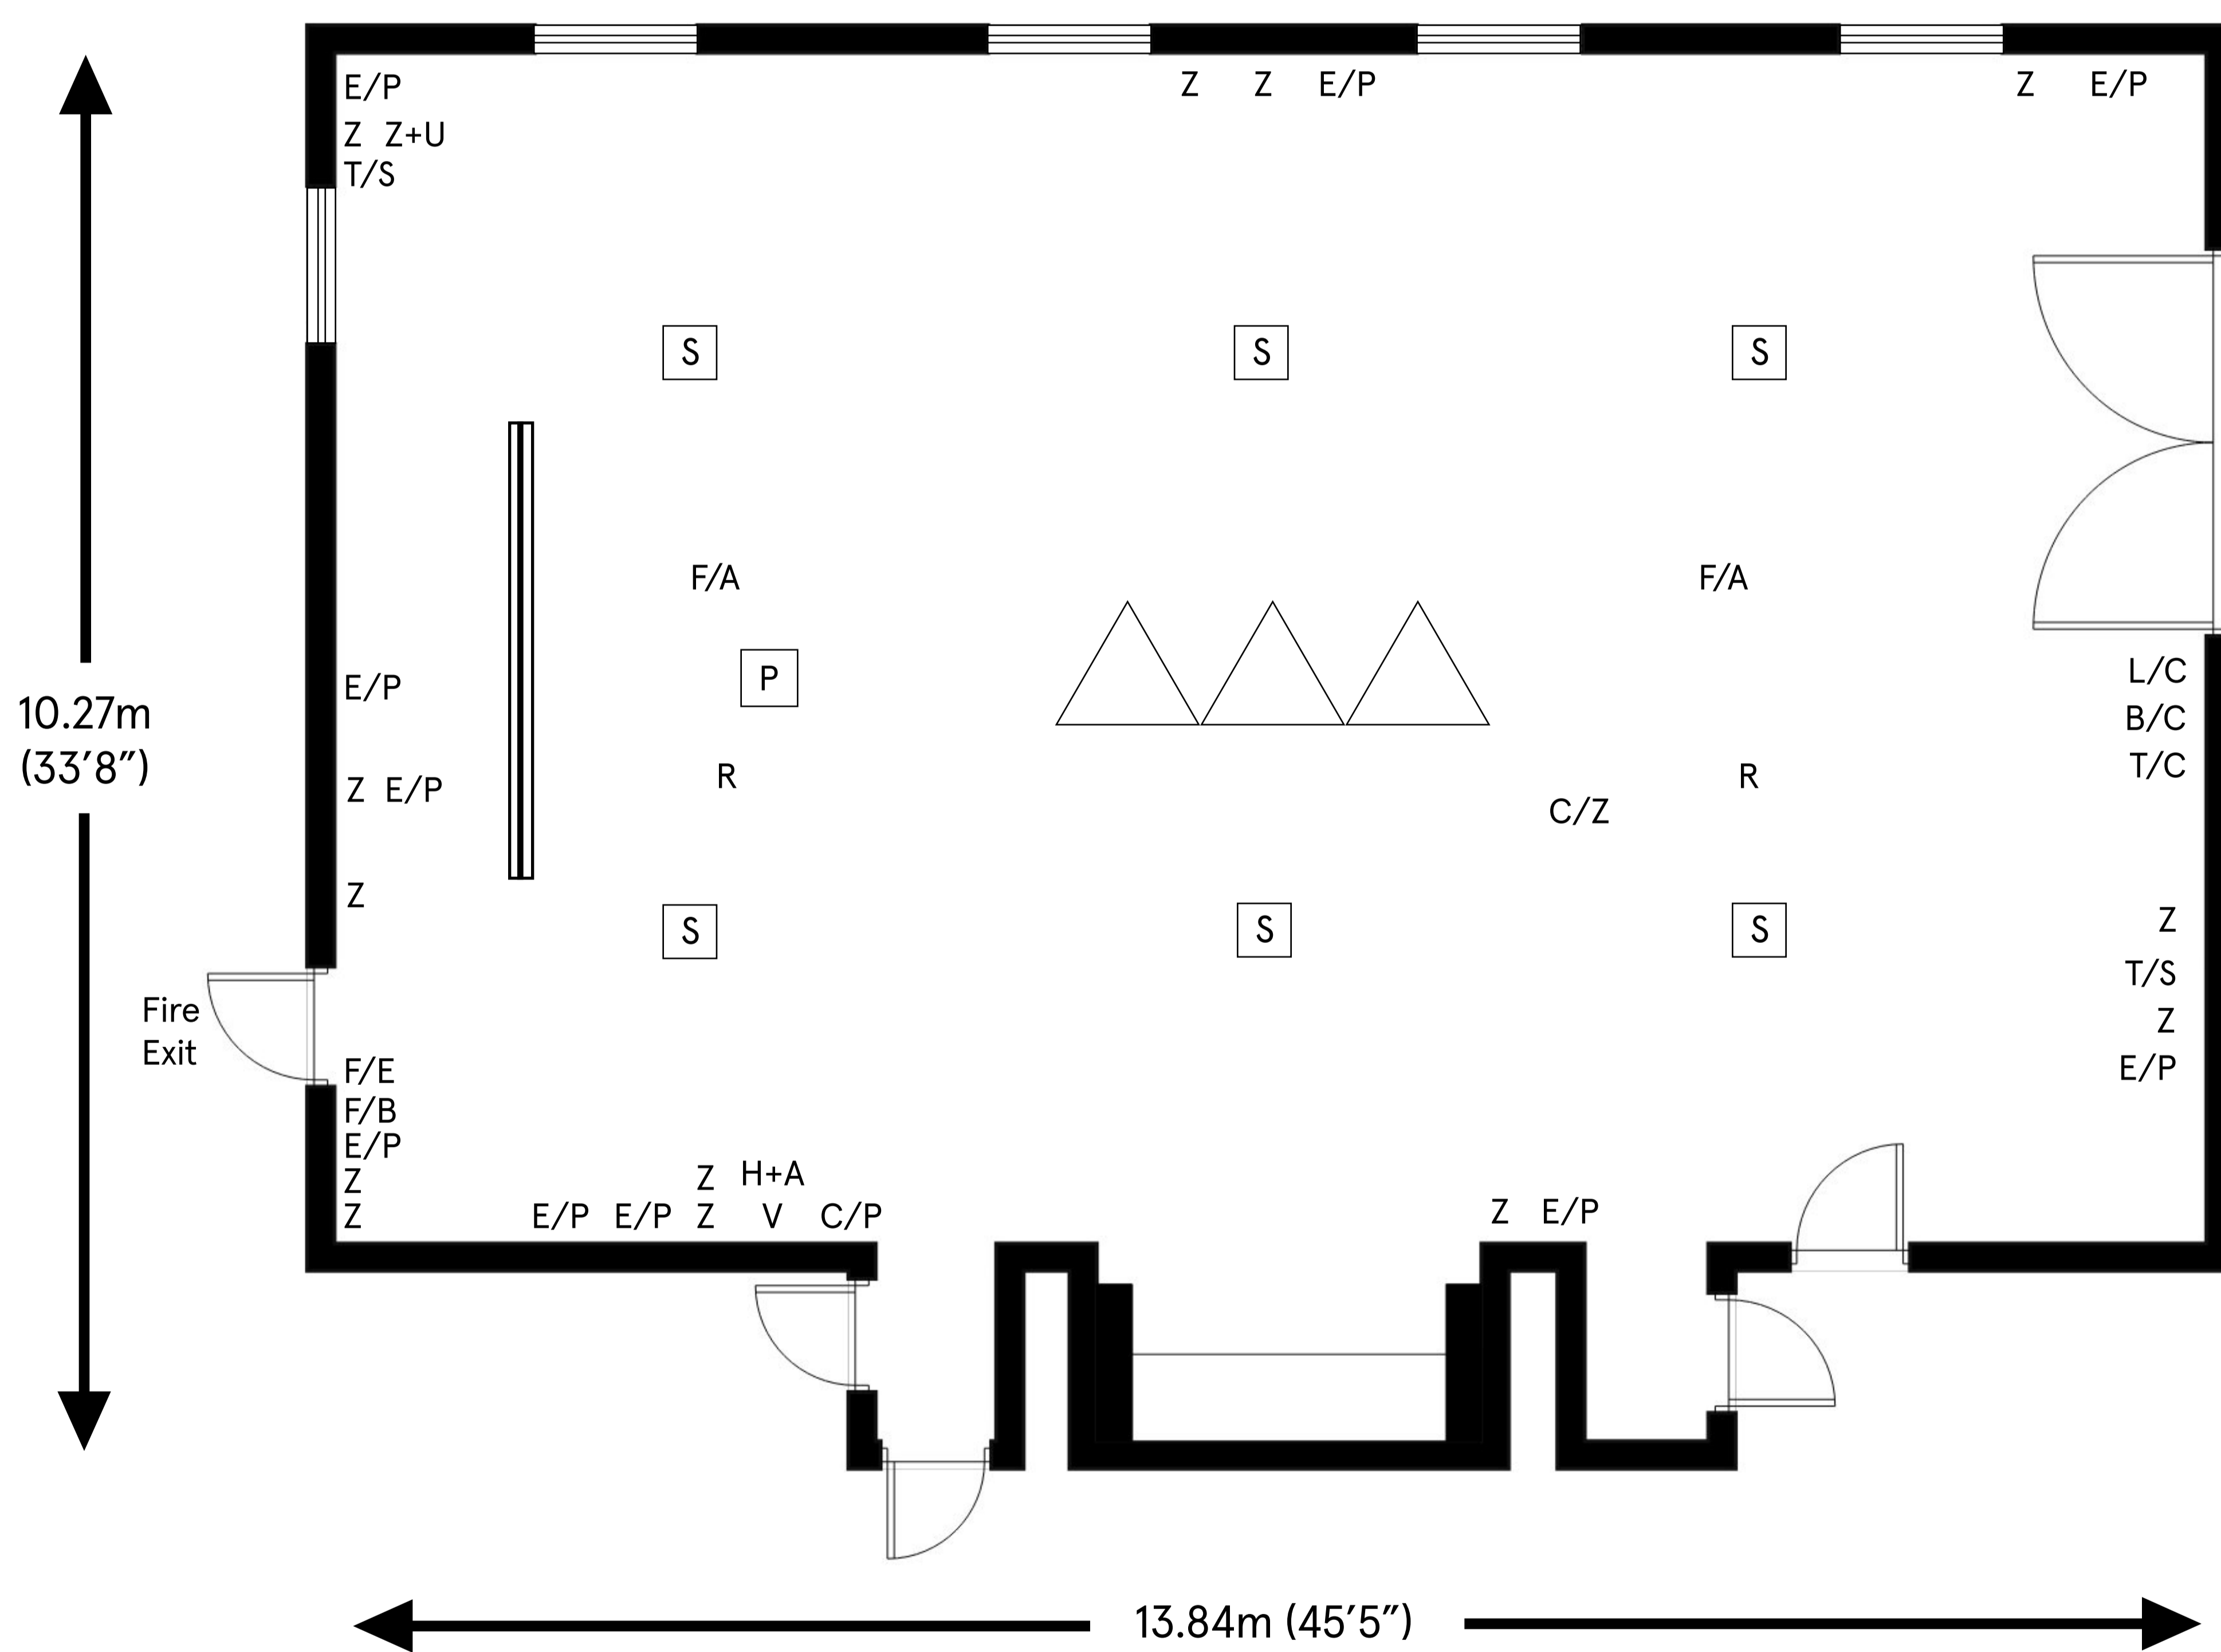 E/P
Z Z+U
T/S
Z Z E/P
Z E/P
S S S
F/A F/A
P
E/P
L/C
B/C
T/C
10.27m
(33′8″)
R R
Z E/P
C/Z
Z
Z
S S S
T/S
Z
E/P
Fire
Exit
F/E
F/B
E/P
Z
Z
E/P E/P
Z H+A
Z V C/P
Z E/P
13.84m (45′5″)